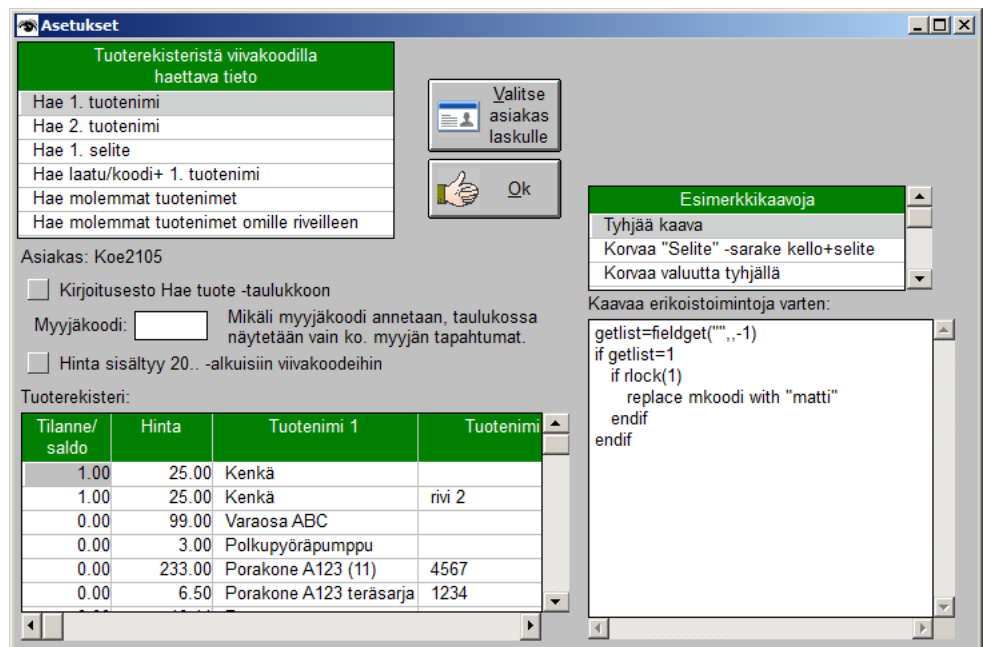 Asetukset
Tuoterekisteristä viivakoodilla
haettava tieto
Hae 1. tuotenimi
Hae 2. tuotenimi
Hae 1. selite
Hae laatu/koodi+ 1. tuotenimi
Hae molemmat tuotenimet
Hae molemmat tuotenimet omille riveilleen
Valitse
asiakas
laskulle
Ok
Asiakas: Koe2105
Kirjoitusesto Hae tuote -taulukkoon
Myyjäkoodi:
Mikäli myyjäkoodi annetaan, taulukossa
näytetään vain ko. myyjän tapahtumat.
Hinta sisältyy 20.. -alkuisiin viivakoodeihin
Tuoterekisteri:
Tilanne/ Hinta Tuotenimi 1 Tuotenimi
saldo
1.00 25.00 Kenkä
1.00 25.00 Kenkä rivi 2
0.00 99.00 Varaosa ABC
0.00 3.00 Polkupyöräpumppu
0.00 233.00 Porakone A123 (11) 4567
0.00 6.50 Porakone A123 teräsarja 1234
Esimerkkikaavoja
Tyhjää kaava
Korvaa "Selite" -sarake kello+selite
Korvaa valuutta tyhjällä
Kaavaa erikoistoimintoja varten:
getlist=fieldget("",,-1)
if getlist=1
if rlock(1)
replace mkoodi with "matti"
endif
endif